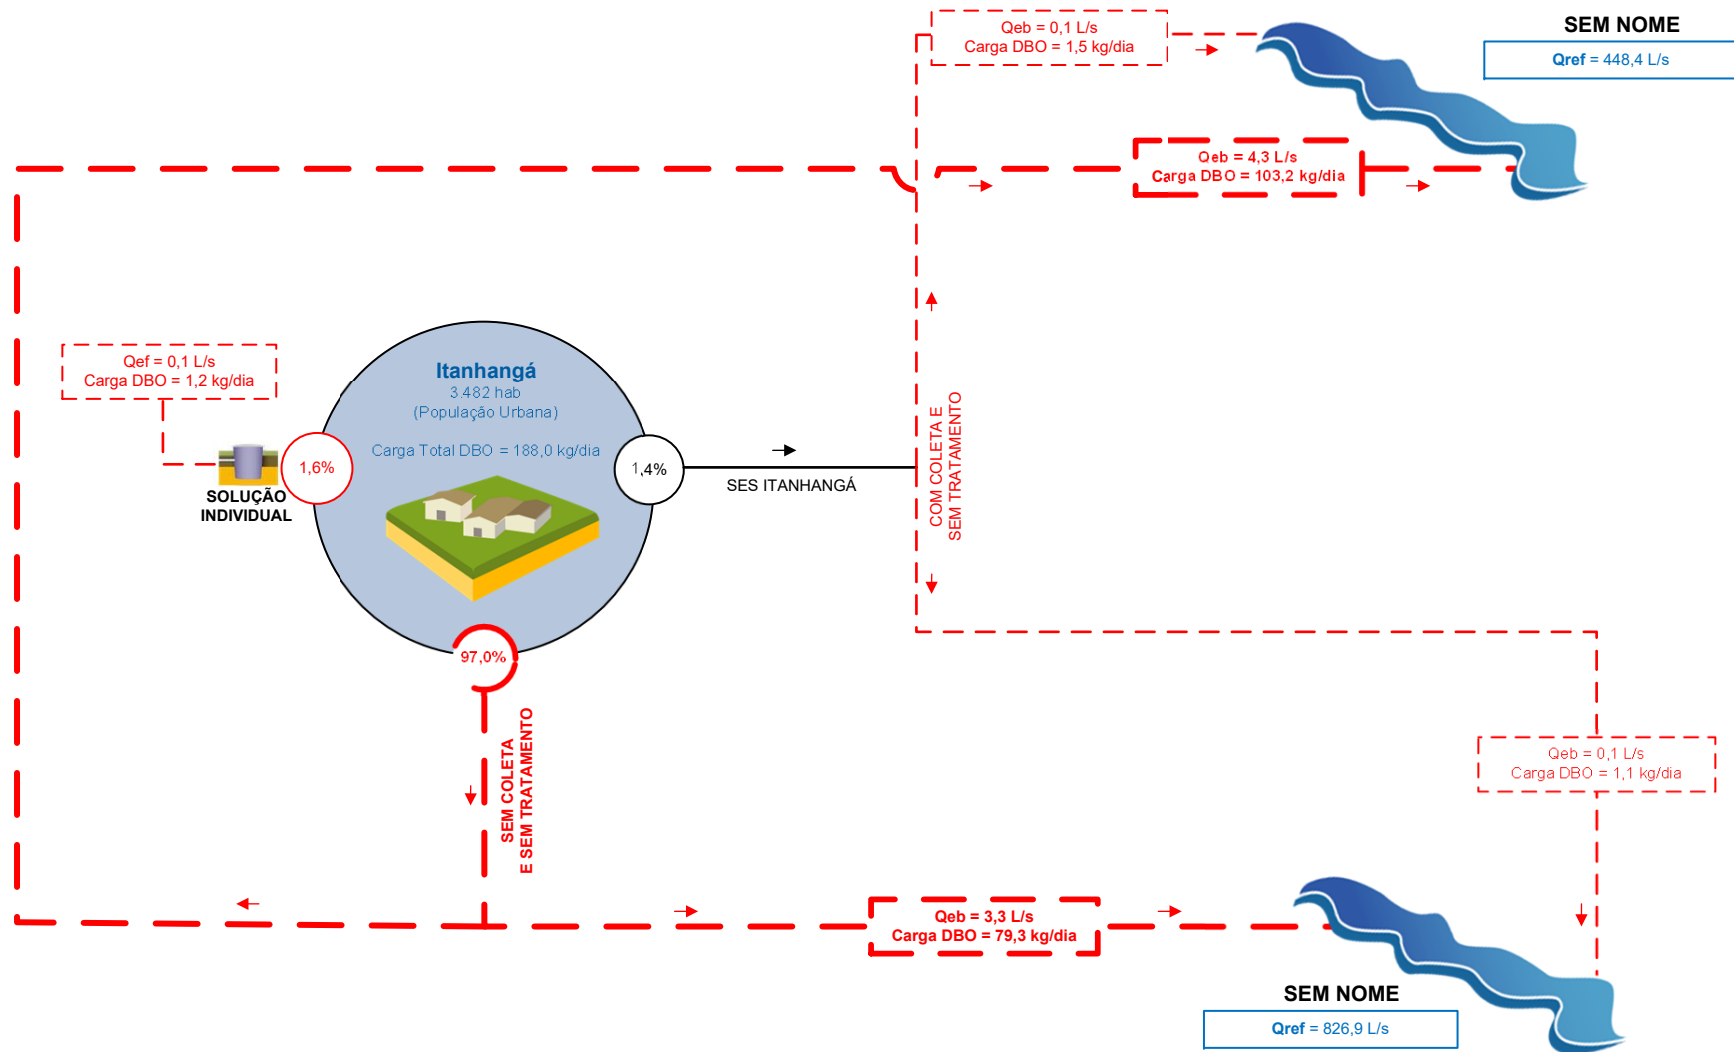 Qeb = 0,1 L/s
Carga DBO = 1,5 kg/dia
SEM NOME
Qref = 448,4 L/s
Qeb = 4,3 L/s
Carga DBO = 103,2 kg/dia
Qef = 0,1 L/s
Carga DBO = 1,2 kg/dia
Itanhangá
3.482 hab
(População Urbana)
Carga Total DBO = 188,0 kg/dia
1,6%
1,4%
SOLUÇÃO
INDIVIDUAL
SES ITANHANGÁ
COM COLETA E
SEM TRATAMENTO
97,0%
SEM COLETA
E SEM TRATAMENTO
Qeb = 0,1 L/s
Carga DBO = 1,1 kg/dia
Qeb = 3,3 L/s
Carga DBO = 79,3 kg/dia
SEM NOME
Qref = 826,9 L/s